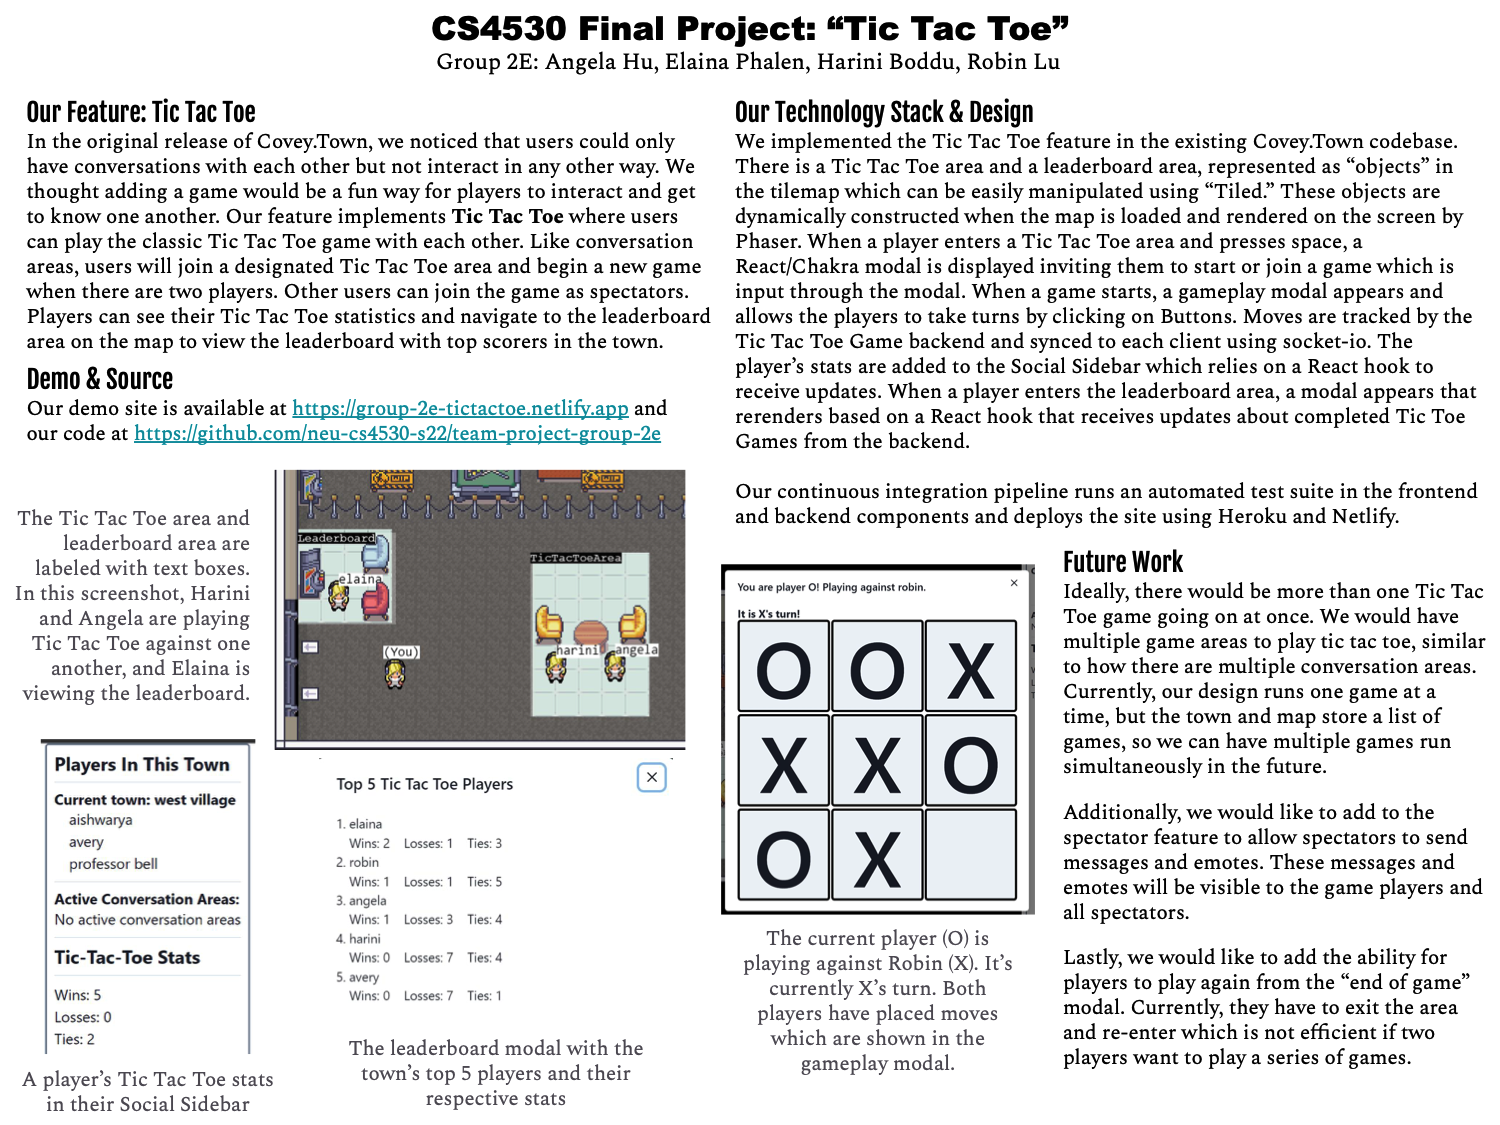 CS4530 Final Project: “Tic Tac Toe”
Group 2E: Angela Hu, Elaina Phalen, Harini Boddu, Robin Lu
Our Feature: Tic Tac Toe
In the original release of Covey.Town, we noticed that users could only
have conversations with each other but not interact in any other way. We
thought adding a game would be a fun way for players to interact and get
to know one another. Our feature implements Tic Tac Toe where users
can play the classic Tic Tac Toe game with each other. Like conversation
areas, users will join a designated Tic Tac Toe area and begin a new game
when there are two players. Other users can join the game as spectators.
Players can see their Tic Tac Toe statistics and navigate to the leaderboard
area on the map to view the leaderboard with top scorers in the town.
Demo & Source
Our demo site is available at https://group-2e-tictactoe.netlify.app and
our code at https://github.com/neu-cs4530-s22/team-project-group-2e
The Tic Tac Toe area and
leaderboard area are
labeled with text boxes.
In this screenshot, Harini
and Angela are playing
Tic Tac Toe against one
another, and Elaina is
viewing the leaderboard.
Leaderboard
elaina
(You)
TicTacToeArea
harini
angela
Players In This Town
Current town: west village
aishwarya
avery
professor bell
Active Conversation Areas:
No active conversation areas
Tic-Tac-Toe Stats
Wins: 5
Losses: 0
Ties: 2
A player’s Tic Tac Toe stats
in their Social Sidebar
Top 5 Tic Tac Toe Players
1. elaina
Wins: 2 Losses: 1 Ties: 3
2. robin
Wins: 1 Losses: 1 Ties: 5
3. angela
Wins: 1 Losses: 3 Ties: 4
4. harini
Wins: 0 Losses: 7 Ties: 4
5. avery
Wins: 0 Losses: 7 Ties: 1
The leaderboard modal with the
town’s top 5 players and their
respective stats
Our Technology Stack & Design
We implemented the Tic Tac Toe feature in the existing Covey.Town codebase.
There is a Tic Tac Toe area and a leaderboard area, represented as “objects” in
the tilemap which can be easily manipulated using “Tiled.” These objects are
dynamically constructed when the map is loaded and rendered on the screen by
Phaser. When a player enters a Tic Tac Toe area and presses space, a
React/Chakra modal is displayed inviting them to start or join a game which is
input through the modal. When a game starts, a gameplay modal appears and
allows the players to take turns by clicking on Buttons. Moves are tracked by the
Tic Tac Toe Game backend and synced to each client using socket-io. The
player’s stats are added to the Social Sidebar which relies on a React hook to
receive updates. When a player enters the leaderboard area, a modal appears that
rerenders based on a React hook that receives updates about completed Tic Toe
Games from the backend.
Our continuous integration pipeline runs an automated test suite in the frontend
and backend components and deploys the site using Heroku and Netlify.
You are player O! Playing against robin.
It is X's turn!
O O X
X X O
O X
The current player (O) is
playing against Robin (X). It’s
currently X’s turn. Both
players have placed moves
which are shown in the
gameplay modal.
Future Work
Ideally, there would be more than one Tic Tac
Toe game going on at once. We would have
multiple game areas to play tic tac toe, similar
to how there are multiple conversation areas.
Currently, our design runs one game at a
time, but the town and map store a list of
games, so we can have multiple games run
simultaneously in the future.
Additionally, we would like to add to the
spectator feature to allow spectators to send
messages and emotes. These messages and
emotes will be visible to the game players and
all spectators.
Lastly, we would like to add the ability for
players to play again from the “end of game”
modal. Currently, they have to exit the area
and re-enter which is not efficient if two
players want to play a series of games.